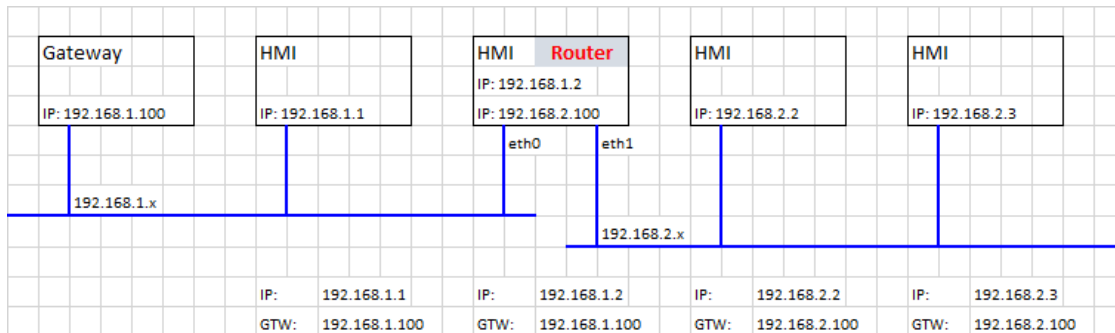 Gateway
IP: 192.168.1.100
HMI
IP: 192.168.1.1
HMI Router
IP: 192.168.1.2
IP: 192.168.2.100
HMI
IP: 192.168.2.2
HMI
IP: 192.168.2.3
eth0
eth1
192.168.1.x
192.168.2.x
IP: 192.168.1.1
GTW: 192.168.1.100
IP: 192.168.1.2
GTW: 192.168.1.100
IP: 192.168.2.2
GTW: 192.168.2.100
IP: 192.168.2.3
GTW: 192.168.2.100